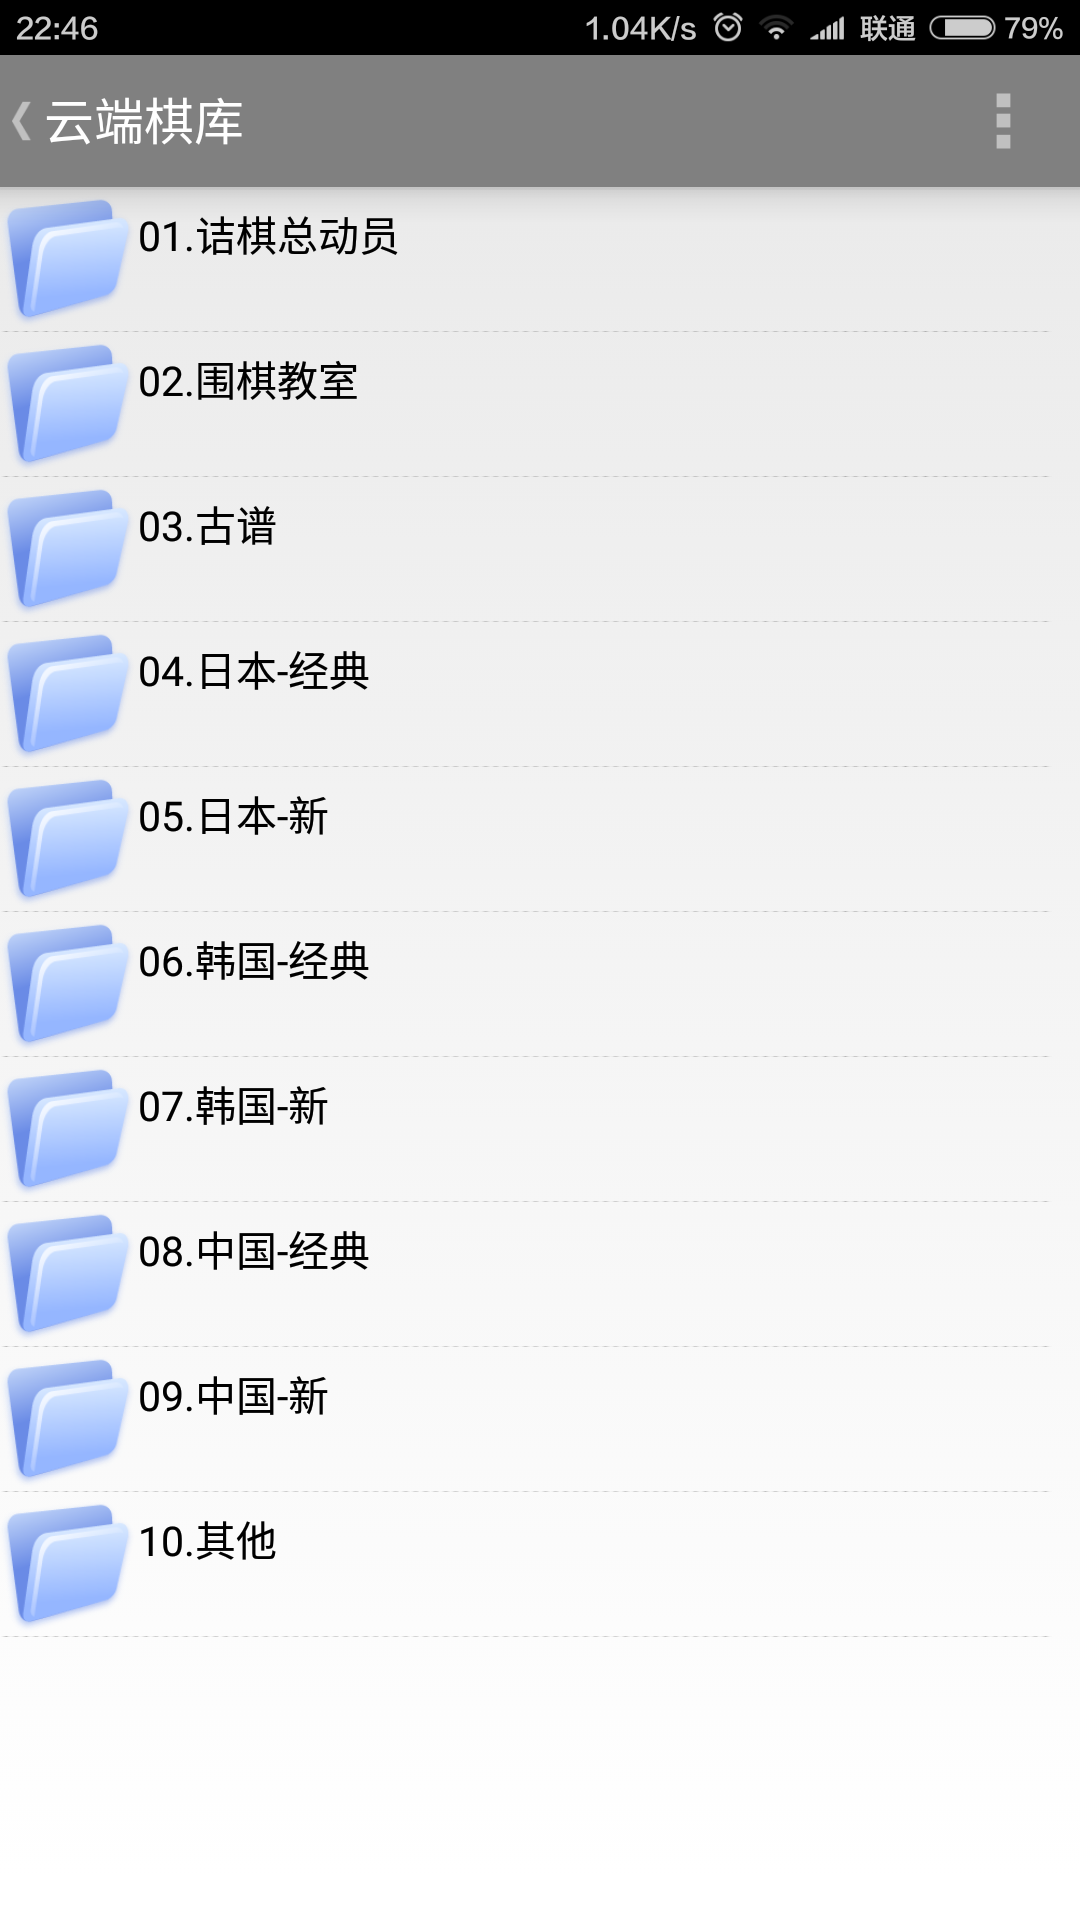 22:46 1.04K/s 联通 79%
云端棋库
01.诘棋总动员
02.围棋教室
03.古谱
04.日本-经典
05.日本-新
06.韩国-经典
07.韩国-新
08.中国-经典
09.中国-新
10.其他